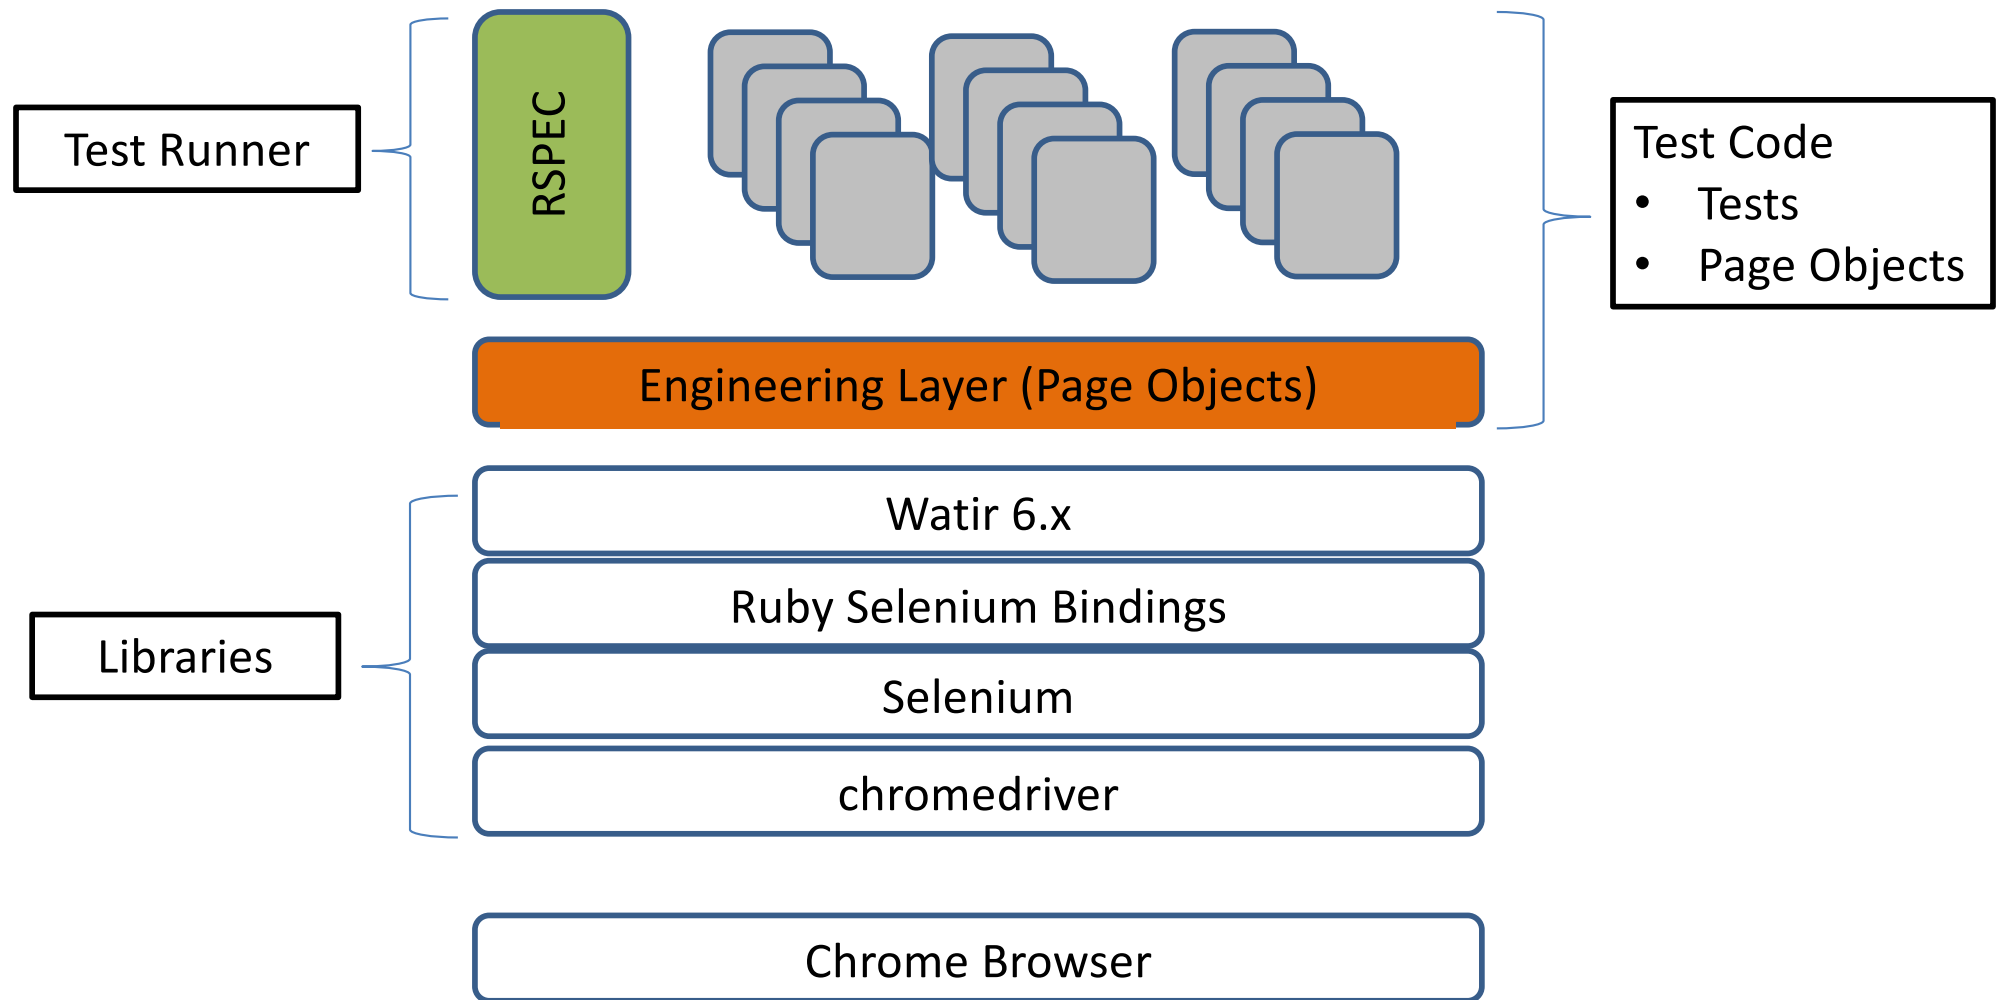 Test Runner
RSPEC
Test Code
• Tests
• Page Objects
Engineering Layer (Page Objects)
Watir 6.x
Ruby Selenium Bindings
Libraries
Selenium
chromedriver
Chrome Browser